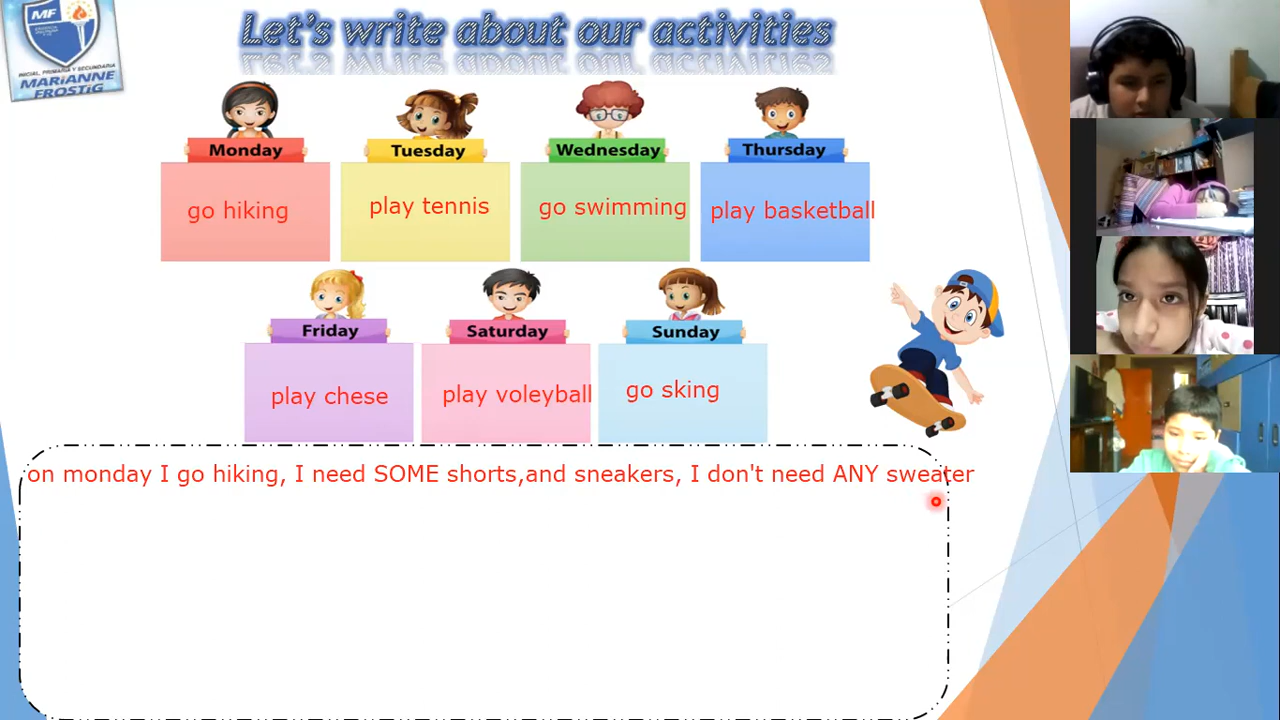 Let's write about our activities
MF
INICIAL, PRIMARIA Y SECUNDARIA
MARIANNE
FROSTIG
Monday
Tuesday
Wednesday
Thursday
go hiking
play tennis
go swimming
play basketball
Friday
Saturday
Sunday
play chese
play voleyball
go sking
on monday I go hiking, I need SOME shorts,and sneakers, I don't need ANY sweater